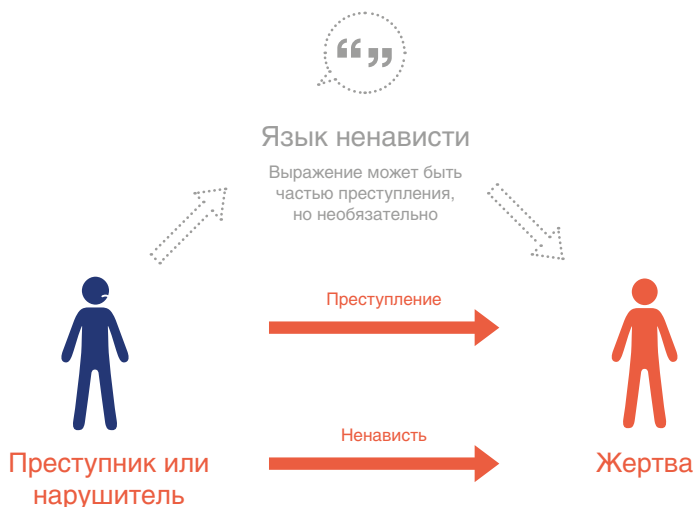 “„
Язык ненависти
Выражение может быть
частью преступления,
но необязательно
Преступление
Ненависть
Преступник или
нарушитель
Жертва